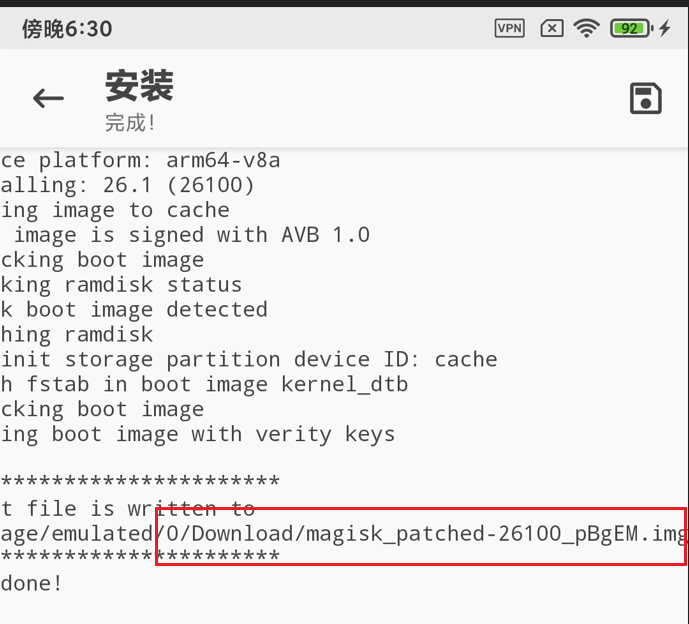 傍晚6:30
VPN
92
安装
完成!
ce platform: arm64-v8a
alling: 26.1 (26100)
ing image to cache
image is signed with AVB 1.0
cking boot image
king ramdisk status
k boot image detected
hing ramdisk
init storage partition device ID: cache
h fstab in boot image kernel_dtb
cking boot image
ing boot image with verity keys
**********************
t file is written to
age/emulated/0/Download/magisk_patched-26100_pBgEM.img
**********************
done!